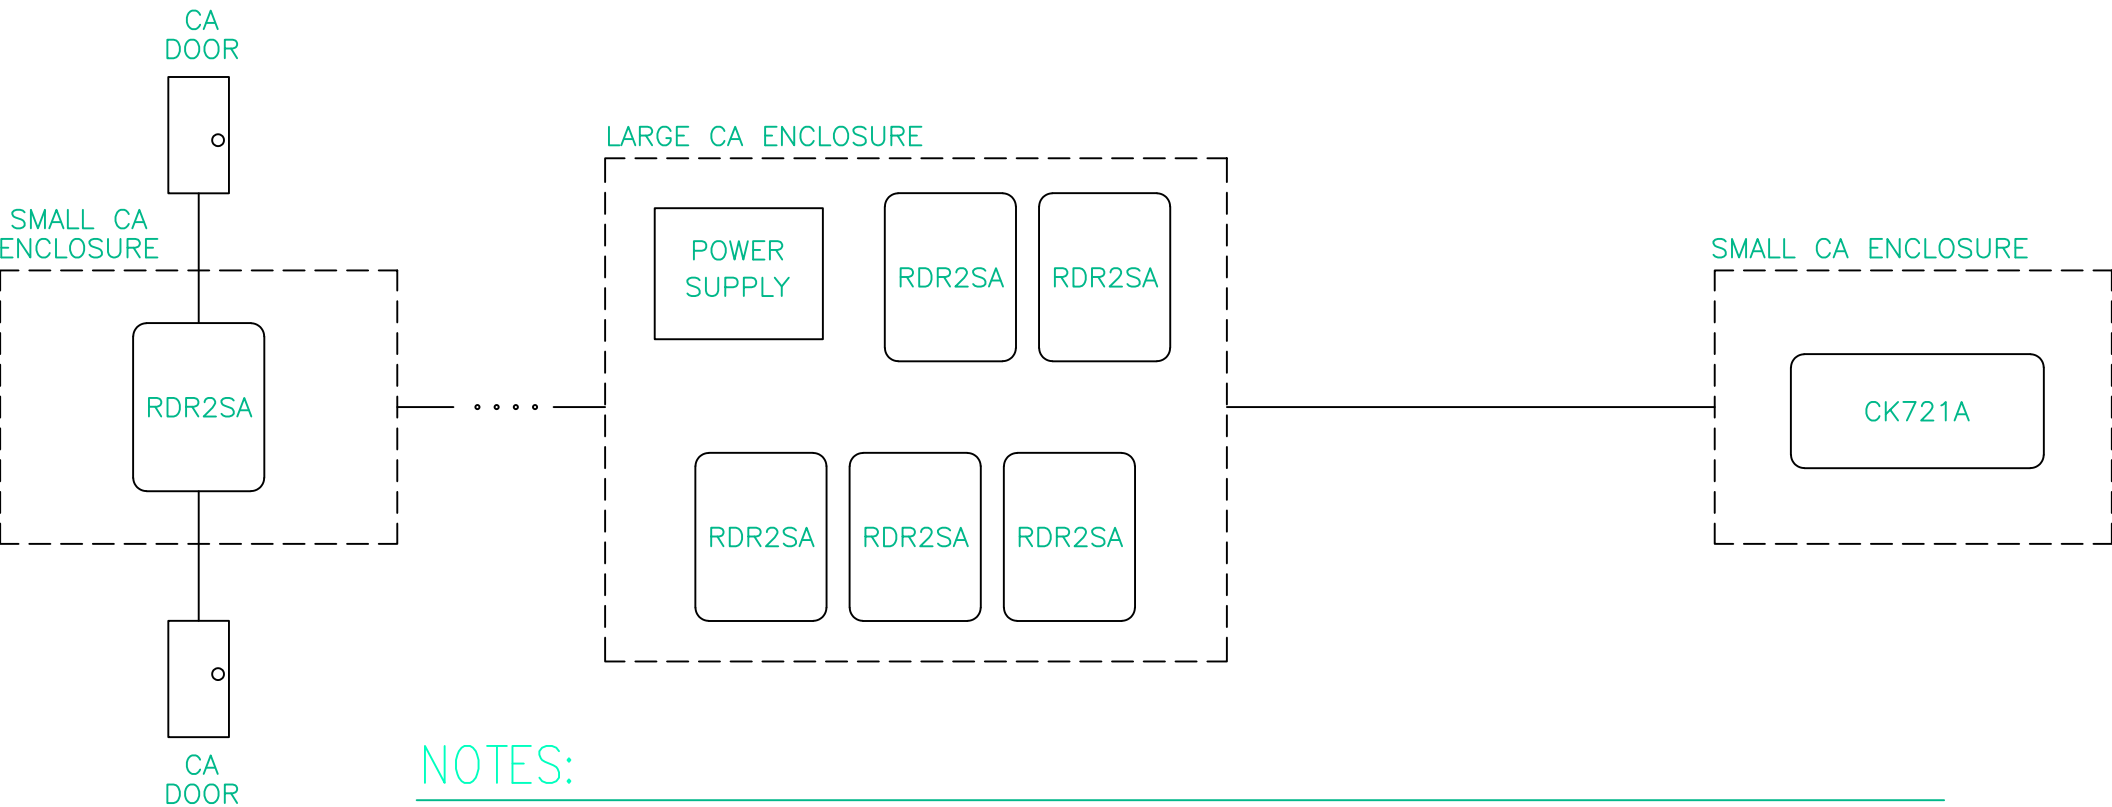 CA
DOOR
SMALL CA
ENCLOSURE
RDR2SA
CA
DOOR
LARGE CA ENCLOSURE
POWER
SUPPLY
RDR2SA
RDR2SA
RDR2SA
RDR2SA
RDR2SA
SMALL CA ENCLOSURE
CK721A
NOTES: